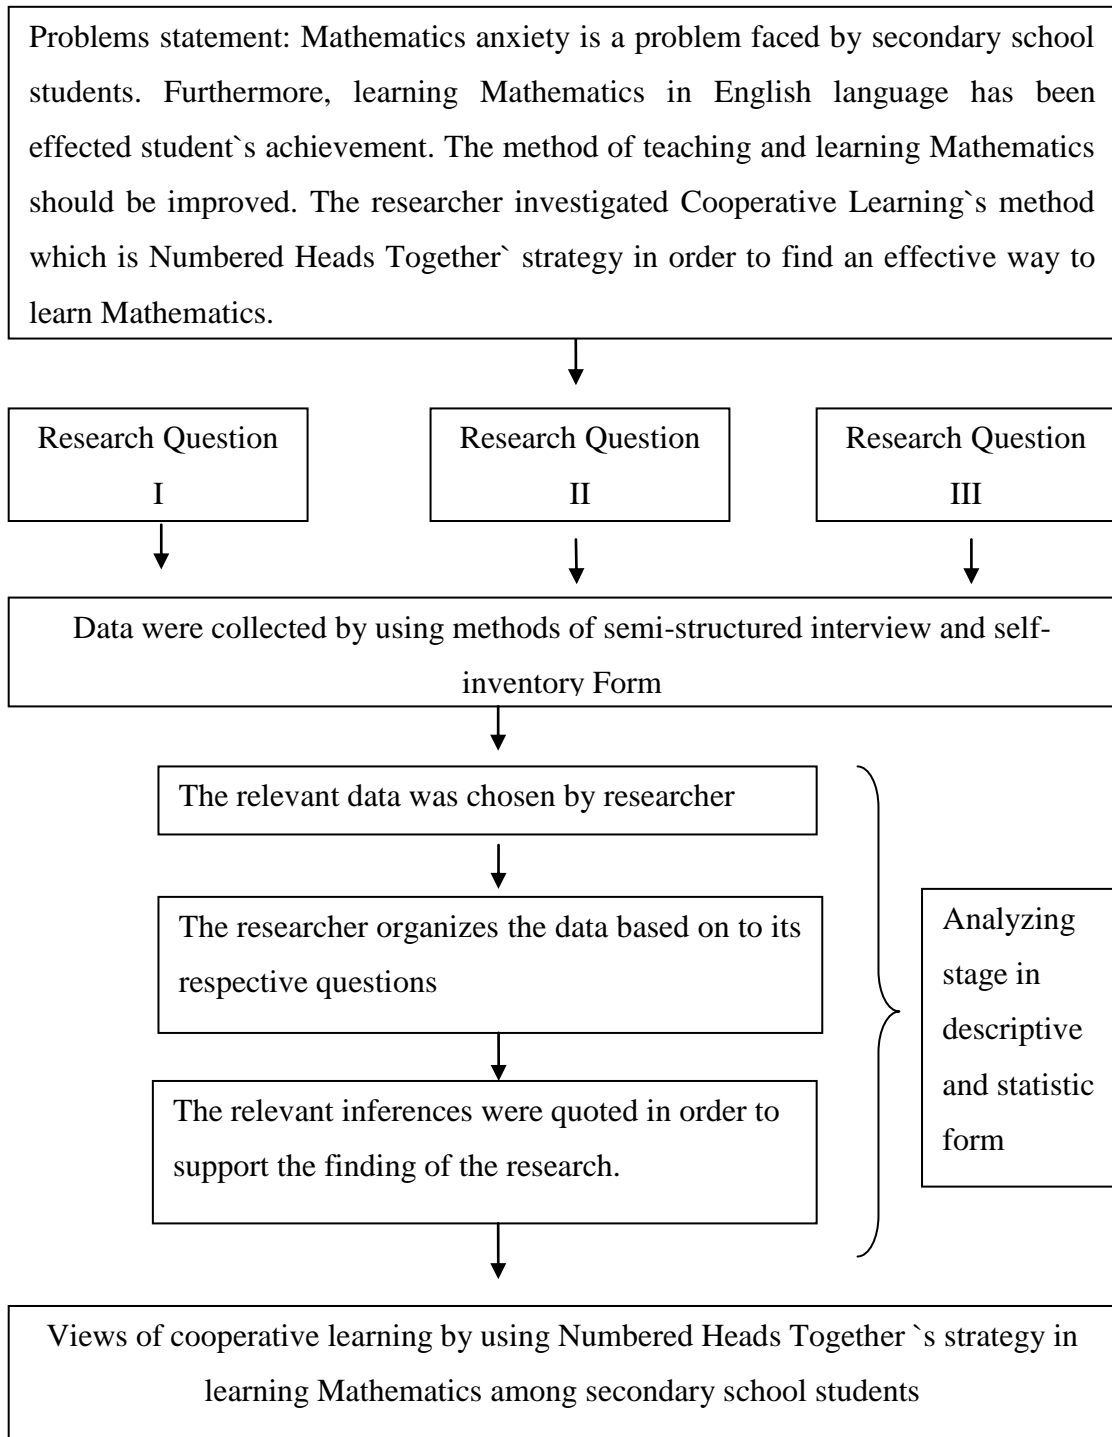 Problems statement: Mathematics anxiety is a problem faced by secondary school
students. Furthermore, learning Mathematics in English language has been
effected student`s achievement. The method of teaching and learning Mathematics
should be improved. The researcher investigated Cooperative Learning`s method
which is Numbered Heads Together` strategy in order to find an effective way to
learn Mathematics.
Research Question
I
Research Question
II
Research Question
III
Data were collected by using methods of semi-structured interview and self-
inventory Form
The relevant data was chosen by researcher
The researcher organizes the data based on to its
respective questions
The relevant inferences were quoted in order to
support the finding of the research.
Analyzing
stage in
descriptive
and statistic
form
Views of cooperative learning by using Numbered Heads Together `s strategy in
learning Mathematics among secondary school students